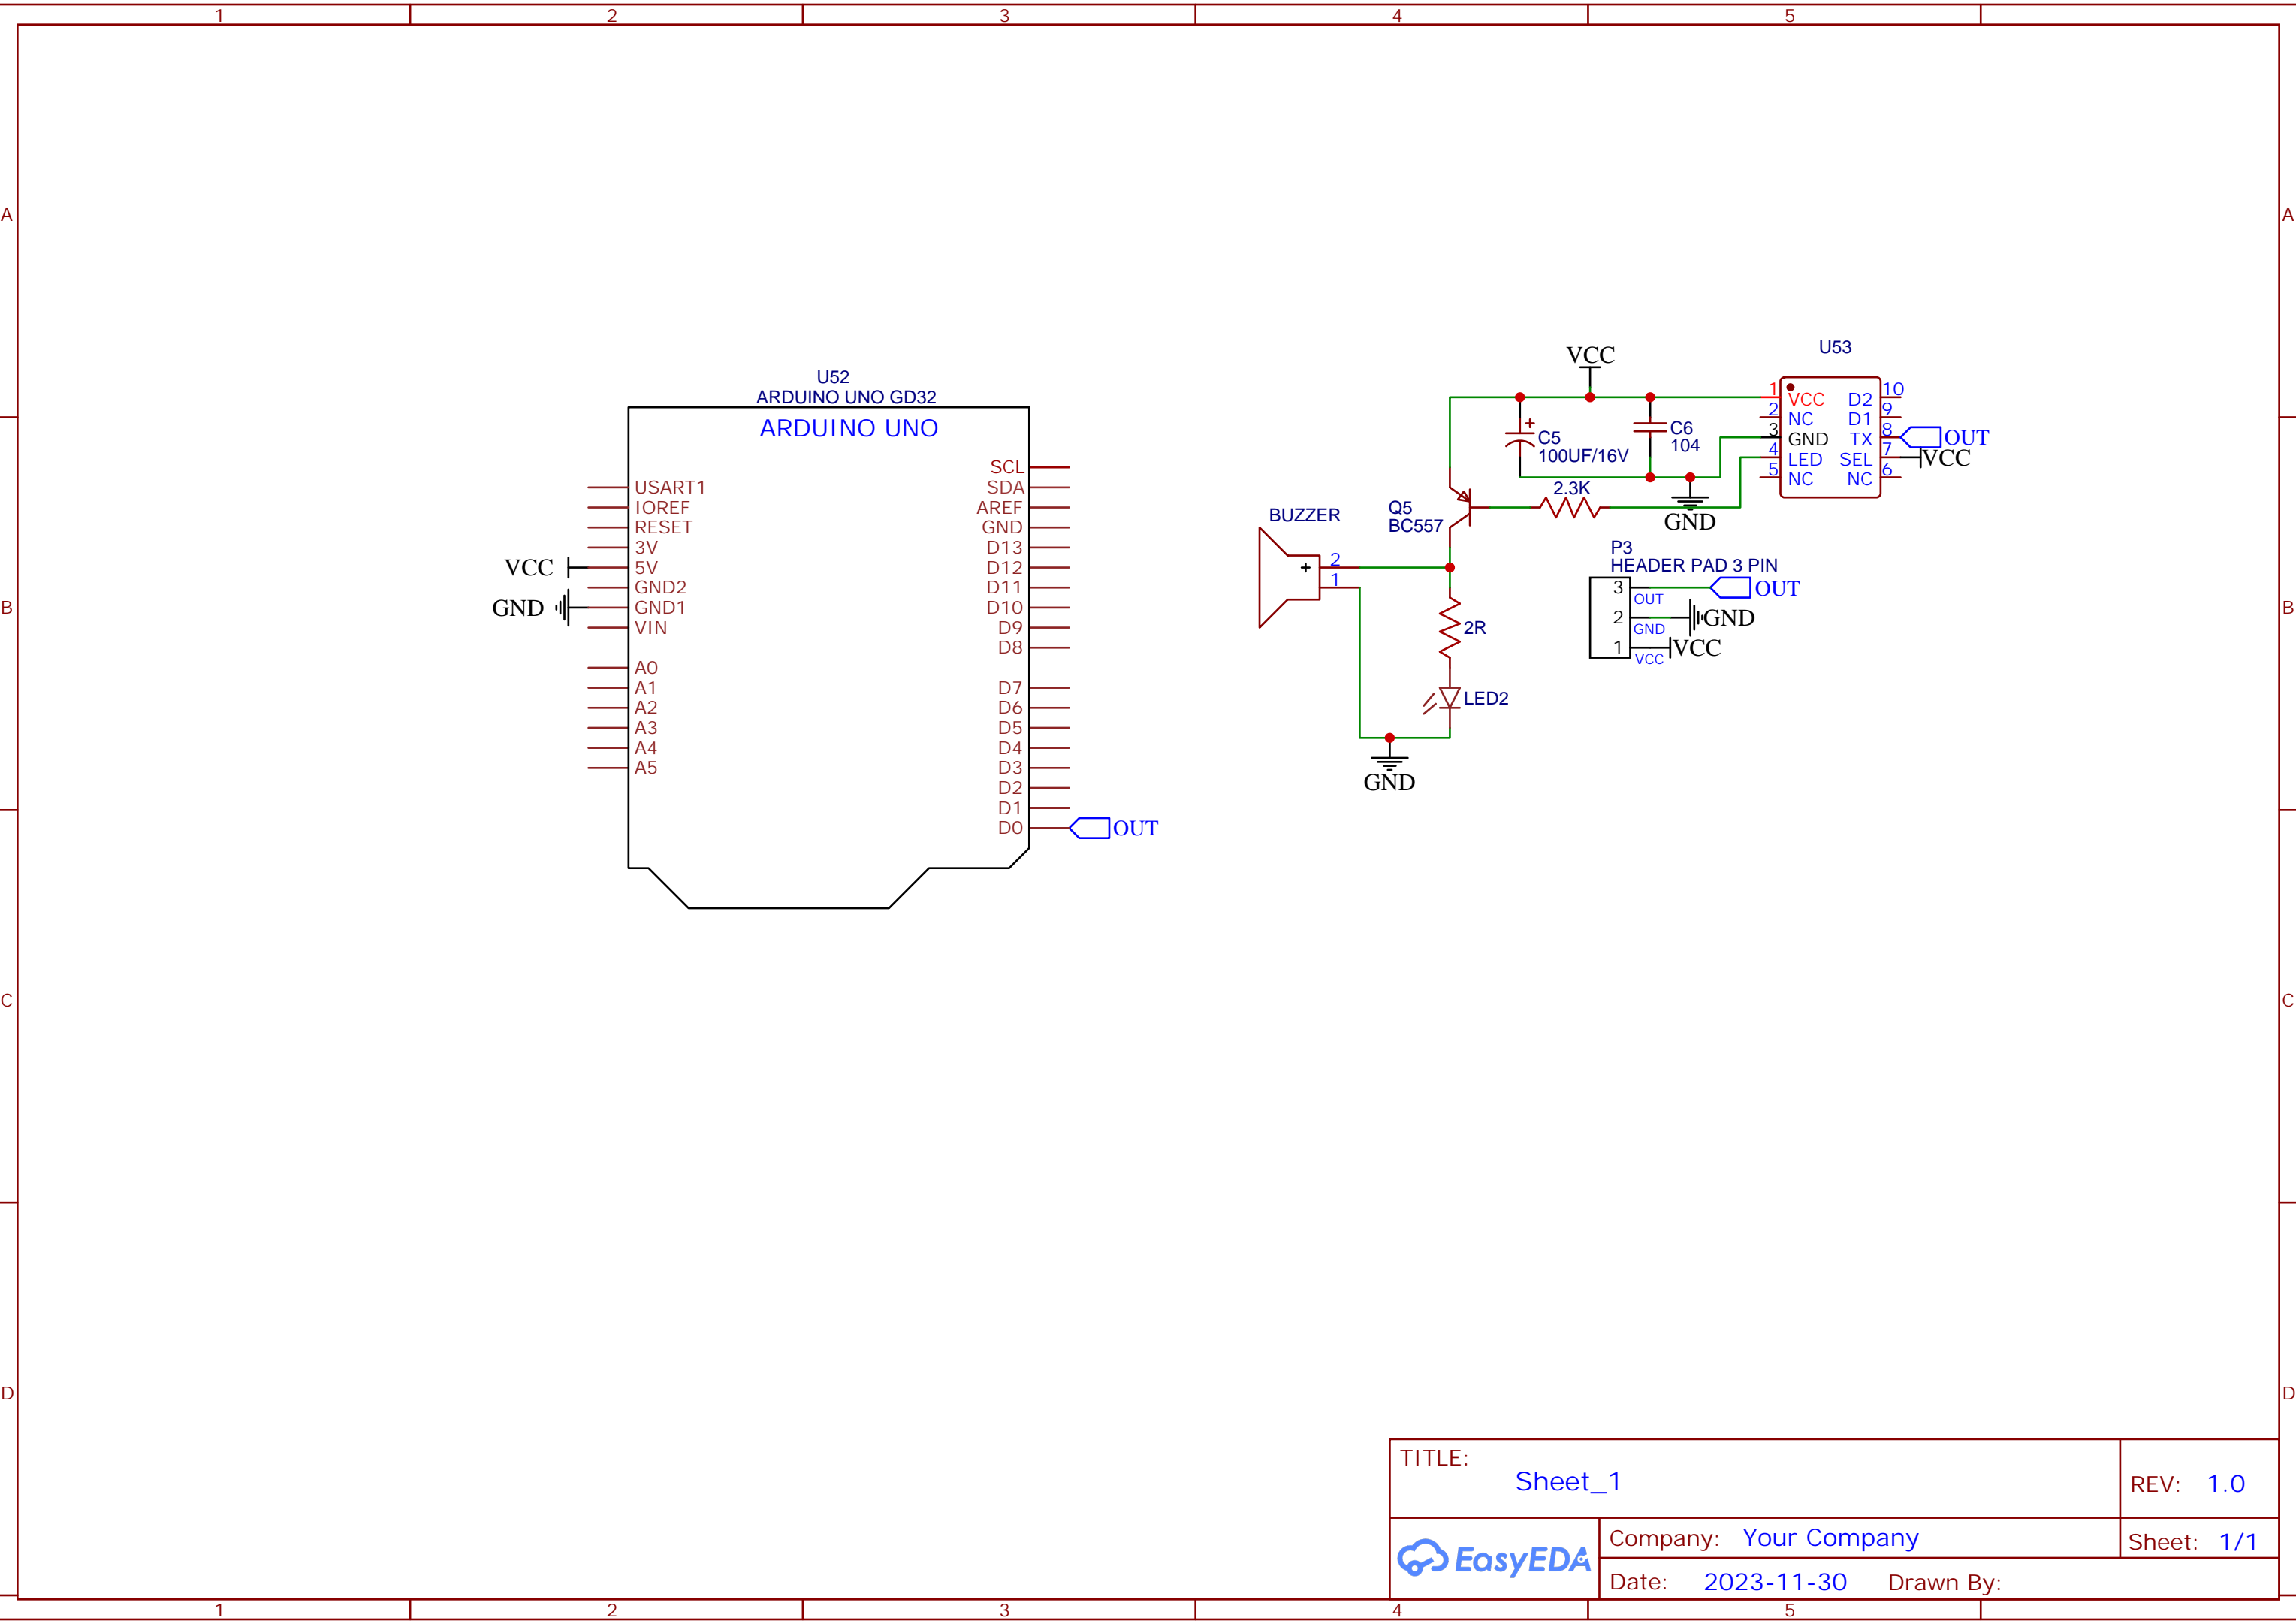 1 2 3 4 5
A A
B B
C C
D D
U52
ARDUINO UNO GD32
ARDUINO UNO
USART1
IOREF
RESET
3V
VCC 5V
GND2
GND GND1
VIN
A0
A1
A2
A3
A4
A5
SCL
SDA
AREF
GND
D13
D12
D11
D10
D9
D8
D7
D6
D5
D4
D3
D2
D1
D0 OUT
VCC
U53
1 VCC D2 10
2 NC D1 9
3 GND TX 8 OUT
4 LED SEL 7 VCC
5 NC NC 6
+
C5
100UF/16V
C6
104
2.3K
GND
Q5
BC557
BUZZER
+ 2
1
2R
LED2
GND
P3
HEADER PAD 3 PIN
3 OUT OUT
2 GND GND
1 VCC VCC
TITLE:
Sheet_1
REV: 1.0
EasyEDA
Company: Your Company
Sheet: 1/1
Date: 2023-11-30 Drawn By:
1 2 3 4 5